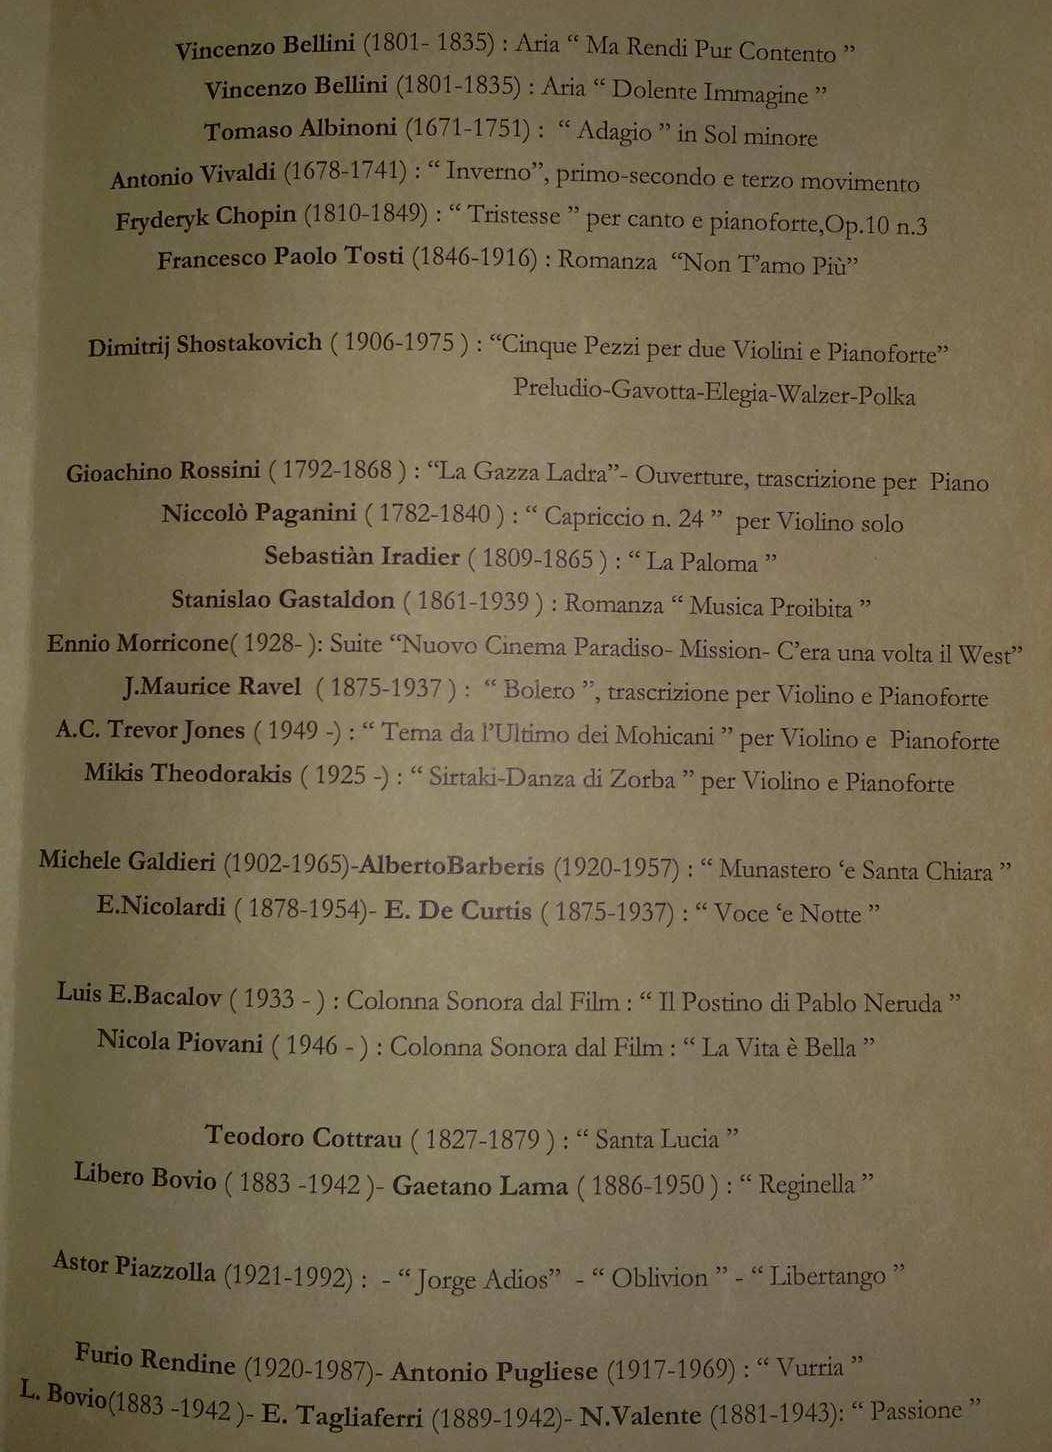 Vincenzo Bellini (1801- 1835) : Aria “ Ma Rendi Pur Contento ”
Vincenzo Bellini (1801-1835) : Aria “ Dolente Immagine ”
Tomaso Albinoni (1671-1751) : “ Adagio ” in Sol minore
Antonio Vivaldi (1678-1741) : “ Inverno”, primo-secondo e terzo movimento
Fryderyk Chopin (1810-1849) : “ Tristesse ” per canto e pianoforte,Op.10 n.3
Francesco Paolo Tosti (1846-1916) : Romanza “Non T'amo Più”
Dimitrij Shostakovich ( 1906-1975 ) : “Cinque Pezzi per due Violini e Pianoforte”
Preludio-Gavotta-Elegia-Walzer-Polka
Gioachino Rossini ( 1792-1868 ) : “La Gazza Ladra”- Ouverture, trascrizione per Piano
Niccolò Paganini ( 1782-1840 ) : “ Capriccio n. 24 ” per Violino solo
Sebastiàn Iradier ( 1809-1865 ) : “ La Paloma ”
Stanislao Gastaldon ( 1861-1939 ) : Romanza “ Musica Proibita ”
Ennio Morricone( 1928- ): Suite “Nuovo Cinema Paradiso- Mission- C'era una volta il West”
J.Maurice Ravel ( 1875-1937 ) : “ Bolero ”, trascrizione per Violino e Pianoforte
A.C. Trevor Jones ( 1949 -) : “ Tema da l'Ultimo dei Mohicani ” per Violino e Pianoforte
Mikis Theodorakis ( 1925 -) : “ Sirtaki-Danza di Zorba ” per Violino e Pianoforte
Michele Galdieri (1902-1965)-AlbertoBarberis (1920-1957) : “ Munastero ‘e Santa Chiara ”
E.Nicolardi ( 1878-1954)- E. De Curtis ( 1875-1937) : “ Voce ‘e Notte ”
Luis E.Bacalov ( 1933 - ) : Colonna Sonora dal Film : “ Il Postino di Pablo Neruda ”
Nicola Piovani ( 1946 - ) : Colonna Sonora dal Film : “ La Vita è Bella ”
Teodoro Cottrau ( 1827-1879 ) : “ Santa Lucia ”
Libero Bovio ( 1883 -1942 )- Gaetano Lama ( 1886-1950 ) : “ Reginella ”
Astor Piazzolla (1921-1992) : - “ Jorge Adios” - “ Oblivion ” - “ Libertango ”
Furio Rendine (1920-1987)- Antonio Pugliese (1917-1969) : “ Vurria ”
L. Bovio(1883 -1942 )- E. Tagliaferri (1889-1942)- N.Valente (1881-1943): “ Passione ”